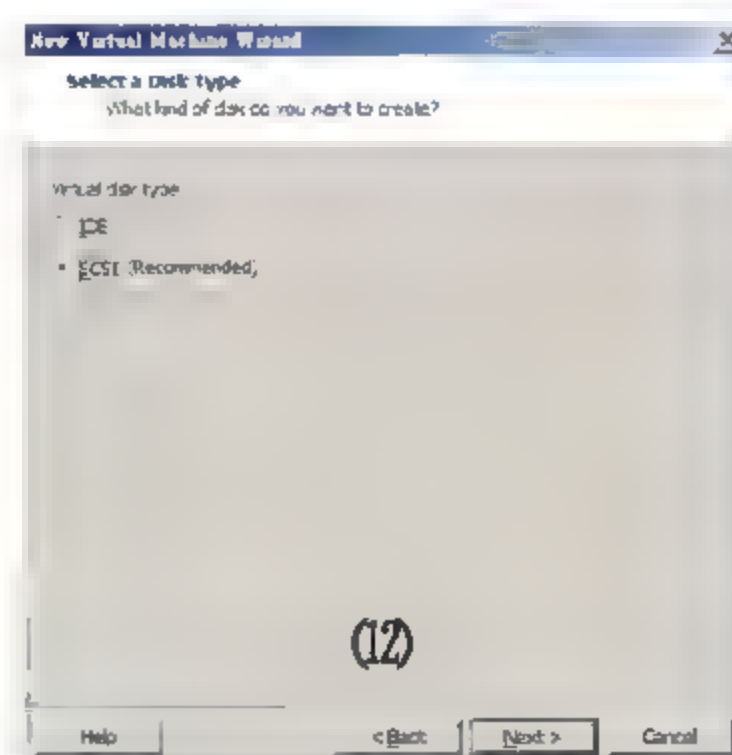 New Virtual Machine Wizard
Select a Disk Type
What kind of disk do you want to create?
Virtual disk type
IDE
SCSI (Recommended)
(12)
Help
< Back
Next >
Cancel